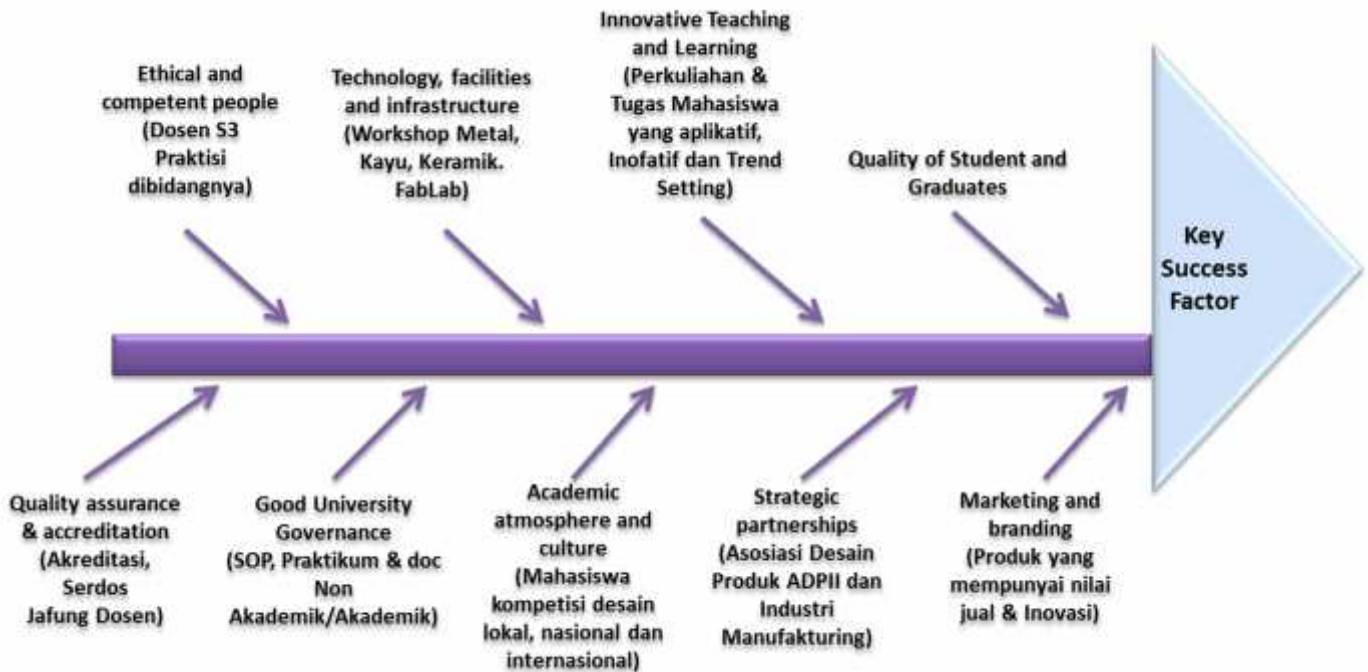 Ethical and
competent people
(Dosen S3
Praktisi
dibidangnya)
Technology, facilities
and infrastructure
(Workshop Metal,
Kayu, Keramik.
FabLab)
Innovative Teaching
and Learning
(Perkuliahan &
Tugas Mahasiswa
yang aplikatif,
Inofatif dan Trend
Setting)
Quality of Student and
Graduates
Key
Success
Factor
Quality assurance
& accreditation
(Akreditasi,
Serdos
Jafung Dosen)
Good University
Governance
(SOP, Praktikum & doc
Non
Akademik/Akademik)
Academic
atmosphere and
culture
(Mahasiswa
kompetisi desain
lokal, nasional dan
internasional)
Strategic
partnerships
(Asosiasi Desain
Produk ADPII dan
Industri
Manufakturing)
Marketing and
branding
(Produk yang
mempunyai nilai
jual & Inovasi)